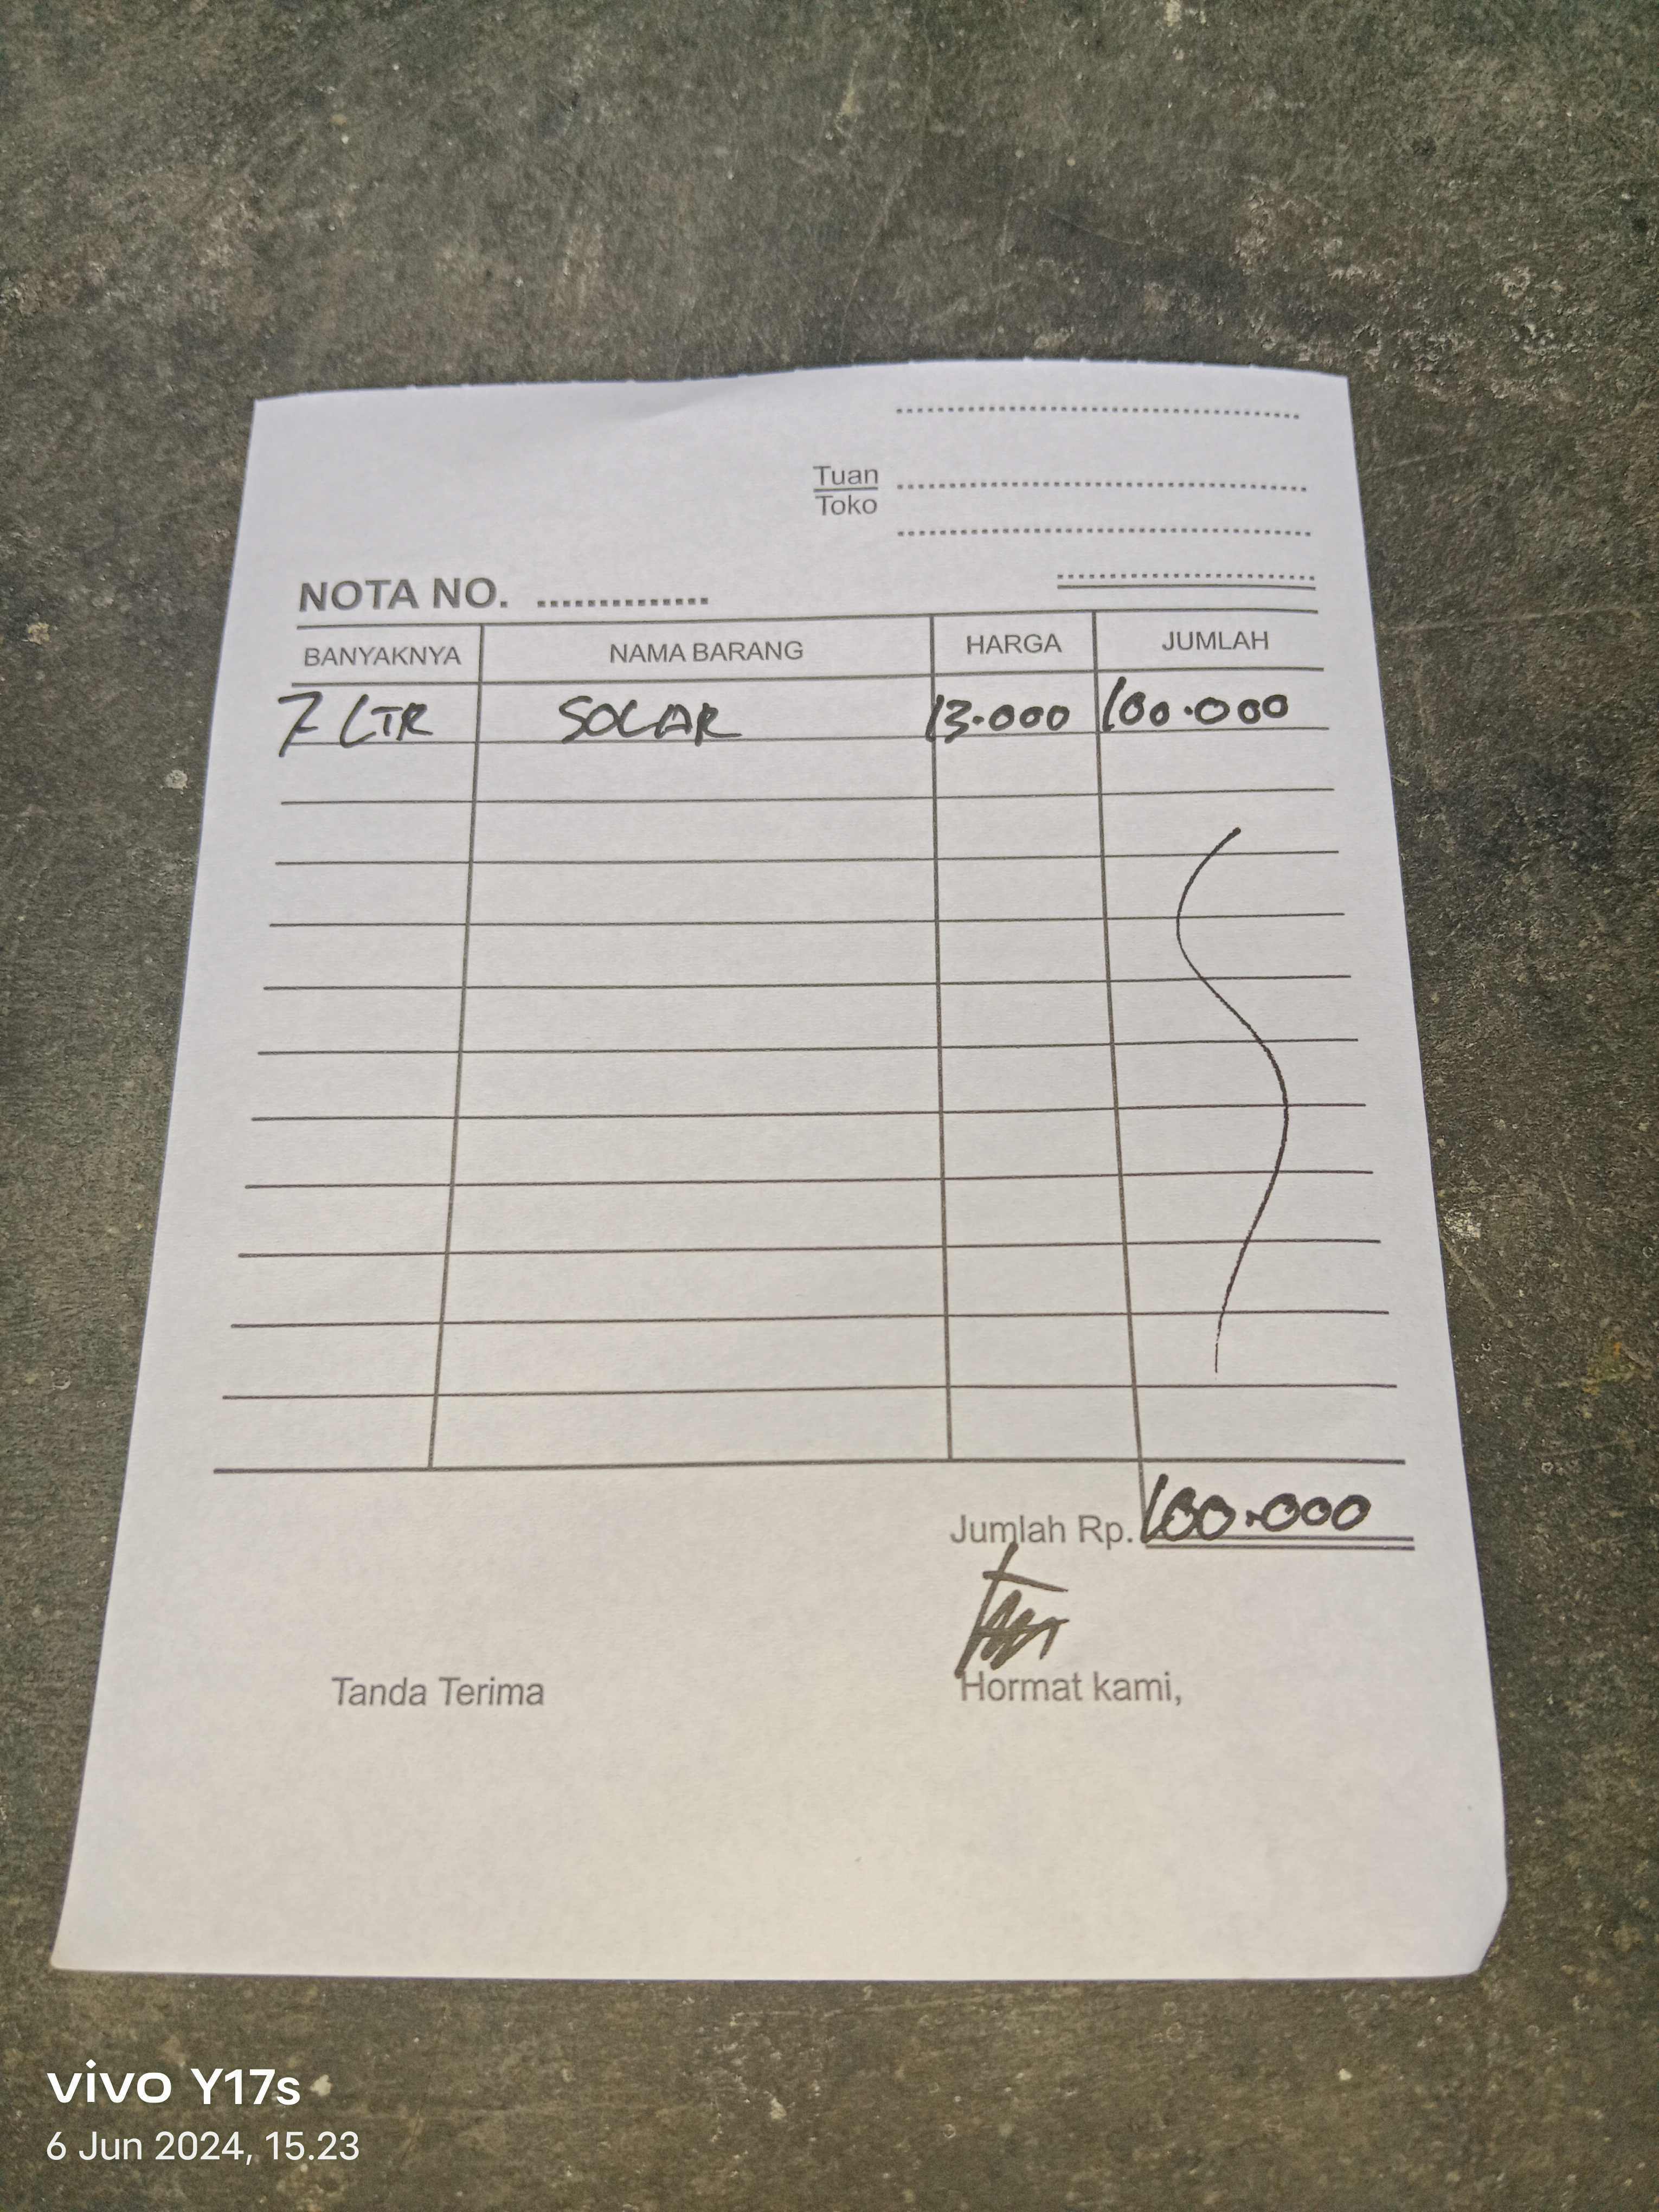 Tuan
Toko
NOTA NO.
BANYAKNYA NAMA BARANG HARGA JUMLAH
7 LTR SOLAR 13.000 100.000
Jumlah Rp. 100.000
Tanda Terima Hormat kami,
vivo Y17s
6 Jun 2024, 15.23